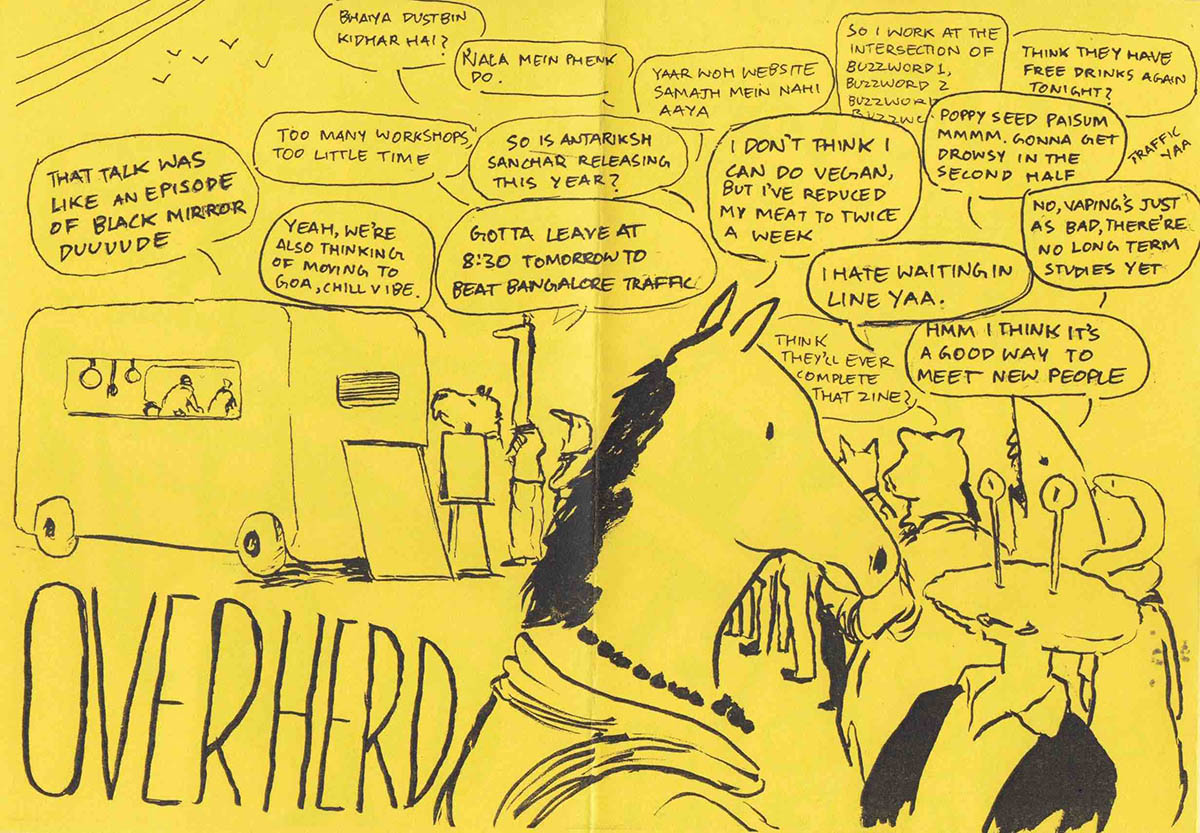 BHAIYA DUSTBIN
KIDHAR HAI?
NALA MEIN PHENK
DO.
YAAR WOH WEBSITE
SAMAJH MEIN NAHI
AAYA
SO I WORK AT THE
INTERSECTION OF
BUZZWORD 1,
BUZZWORD 2
BUZZWORD
BUZZWO
THINK THEY HAVE
FREE DRINKS AGAIN
TONIGHT?
TRAFFIC
YAA
TOO MANY WORKSHOPS,
TOO LITTLE TIME
SO IS ANTARIKSH
SANCHAR RELEASING
THIS YEAR?
I DON'T THINK I
CAN DO VEGAN,
BUT I'VE REDUCED
MY MEAT TO TWICE
A WEEK
POPPY SEED PAISUM
MMMM. GONNA GET
DROWSY IN THE
SECOND HALF
THAT TALK WAS
LIKE AN EPISODE
OF BLACK MIRROR
DUUUUDE
YEAH, WE'RE
ALSO THINKING
OF MOVING TO
GOA, CHILL VIBE.
GOTTA LEAVE AT
8:30 TOMORROW TO
BEAT BANGALORE TRAFFIC
NO, VAPING'S JUST
AS BAD, THERE'RE
NO LONG TERM
STUDIES YET
I HATE WAITING IN
LINE YAA.
THINK
THEY'LL EVER
COMPLETE
THAT ZINE?
HMM I THINK IT'S
A GOOD WAY TO
MEET NEW PEOPLE
OVERHERD